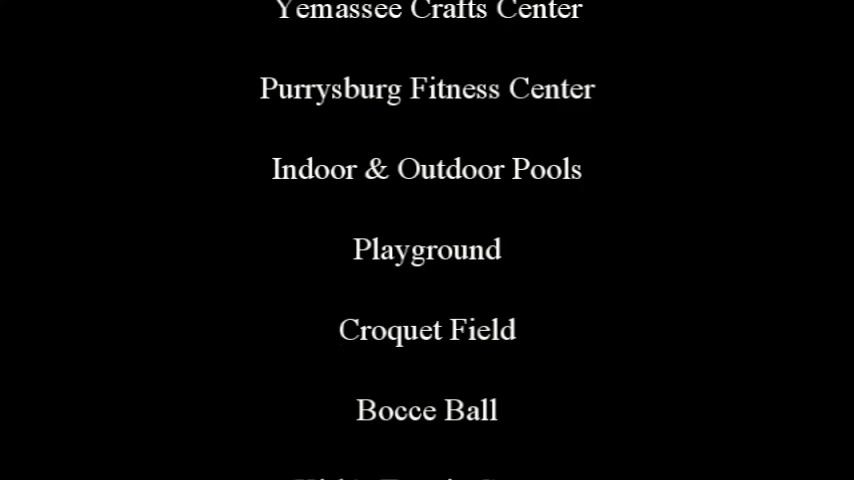 Yemassee Crafts Center
Purrysburg Fitness Center
Indoor & Outdoor Pools
Playground
Croquet Field
Bocce Ball